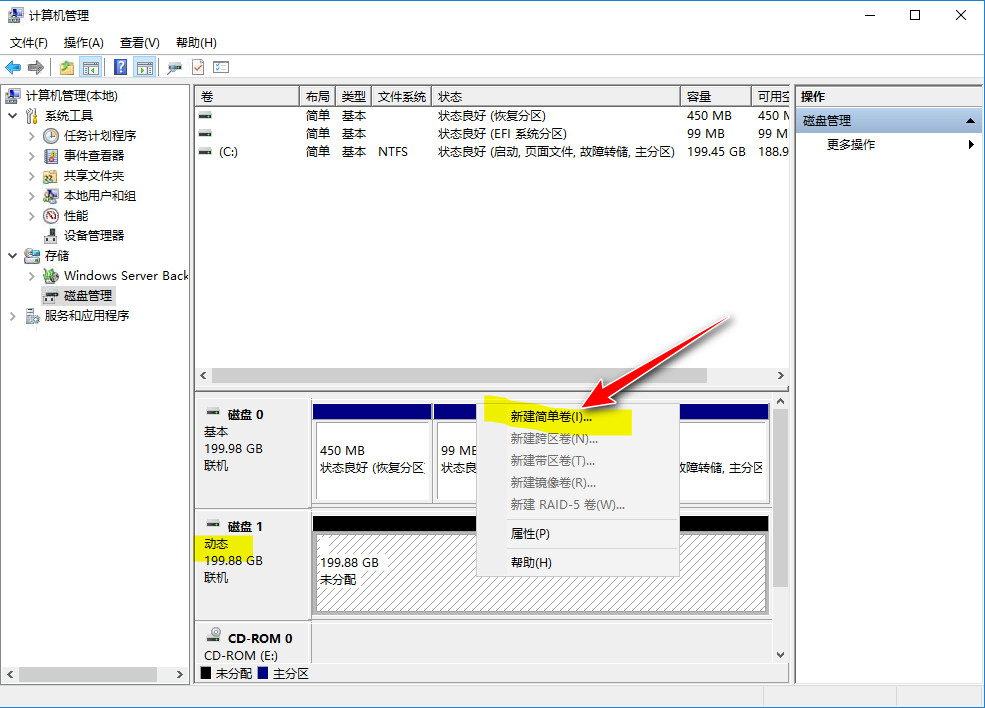 计算机管理
文件(F) 操作(A) 查看(V) 帮助(H)
计算机管理(本地)
系统工具
任务计划程序
事件查看器
共享文件夹
本地用户和组
性能
设备管理器
存储
Windows Server Back
磁盘管理
服务和应用程序
卷 布局 类型 文件系统 状态 容量 可用空
简单 基本 状态良好 (恢复分区) 450 MB 450 M
简单 基本 状态良好 (EFI 系统分区) 99 MB 99 M
(C:) 简单 基本 NTFS 状态良好 (启动, 页面文件, 故障转储, 主分区) 199.45 GB 188.9
操作
磁盘管理
更多操作
磁盘 0
基本
199.98 GB
联机
450 MB
状态良好 (恢复分区
99 ME
状态良
故障转储, 主分区
新建简单卷(I)...
新建跨区卷(N)...
新建带区卷(T)...
新建镜像卷(R)...
新建 RAID-5 卷(W)...
属性(P)
帮助(H)
磁盘 1
动态
199.88 GB
联机
199.88 GB
未分配
CD-ROM 0
CD-ROM (E:)
未分配 主分区